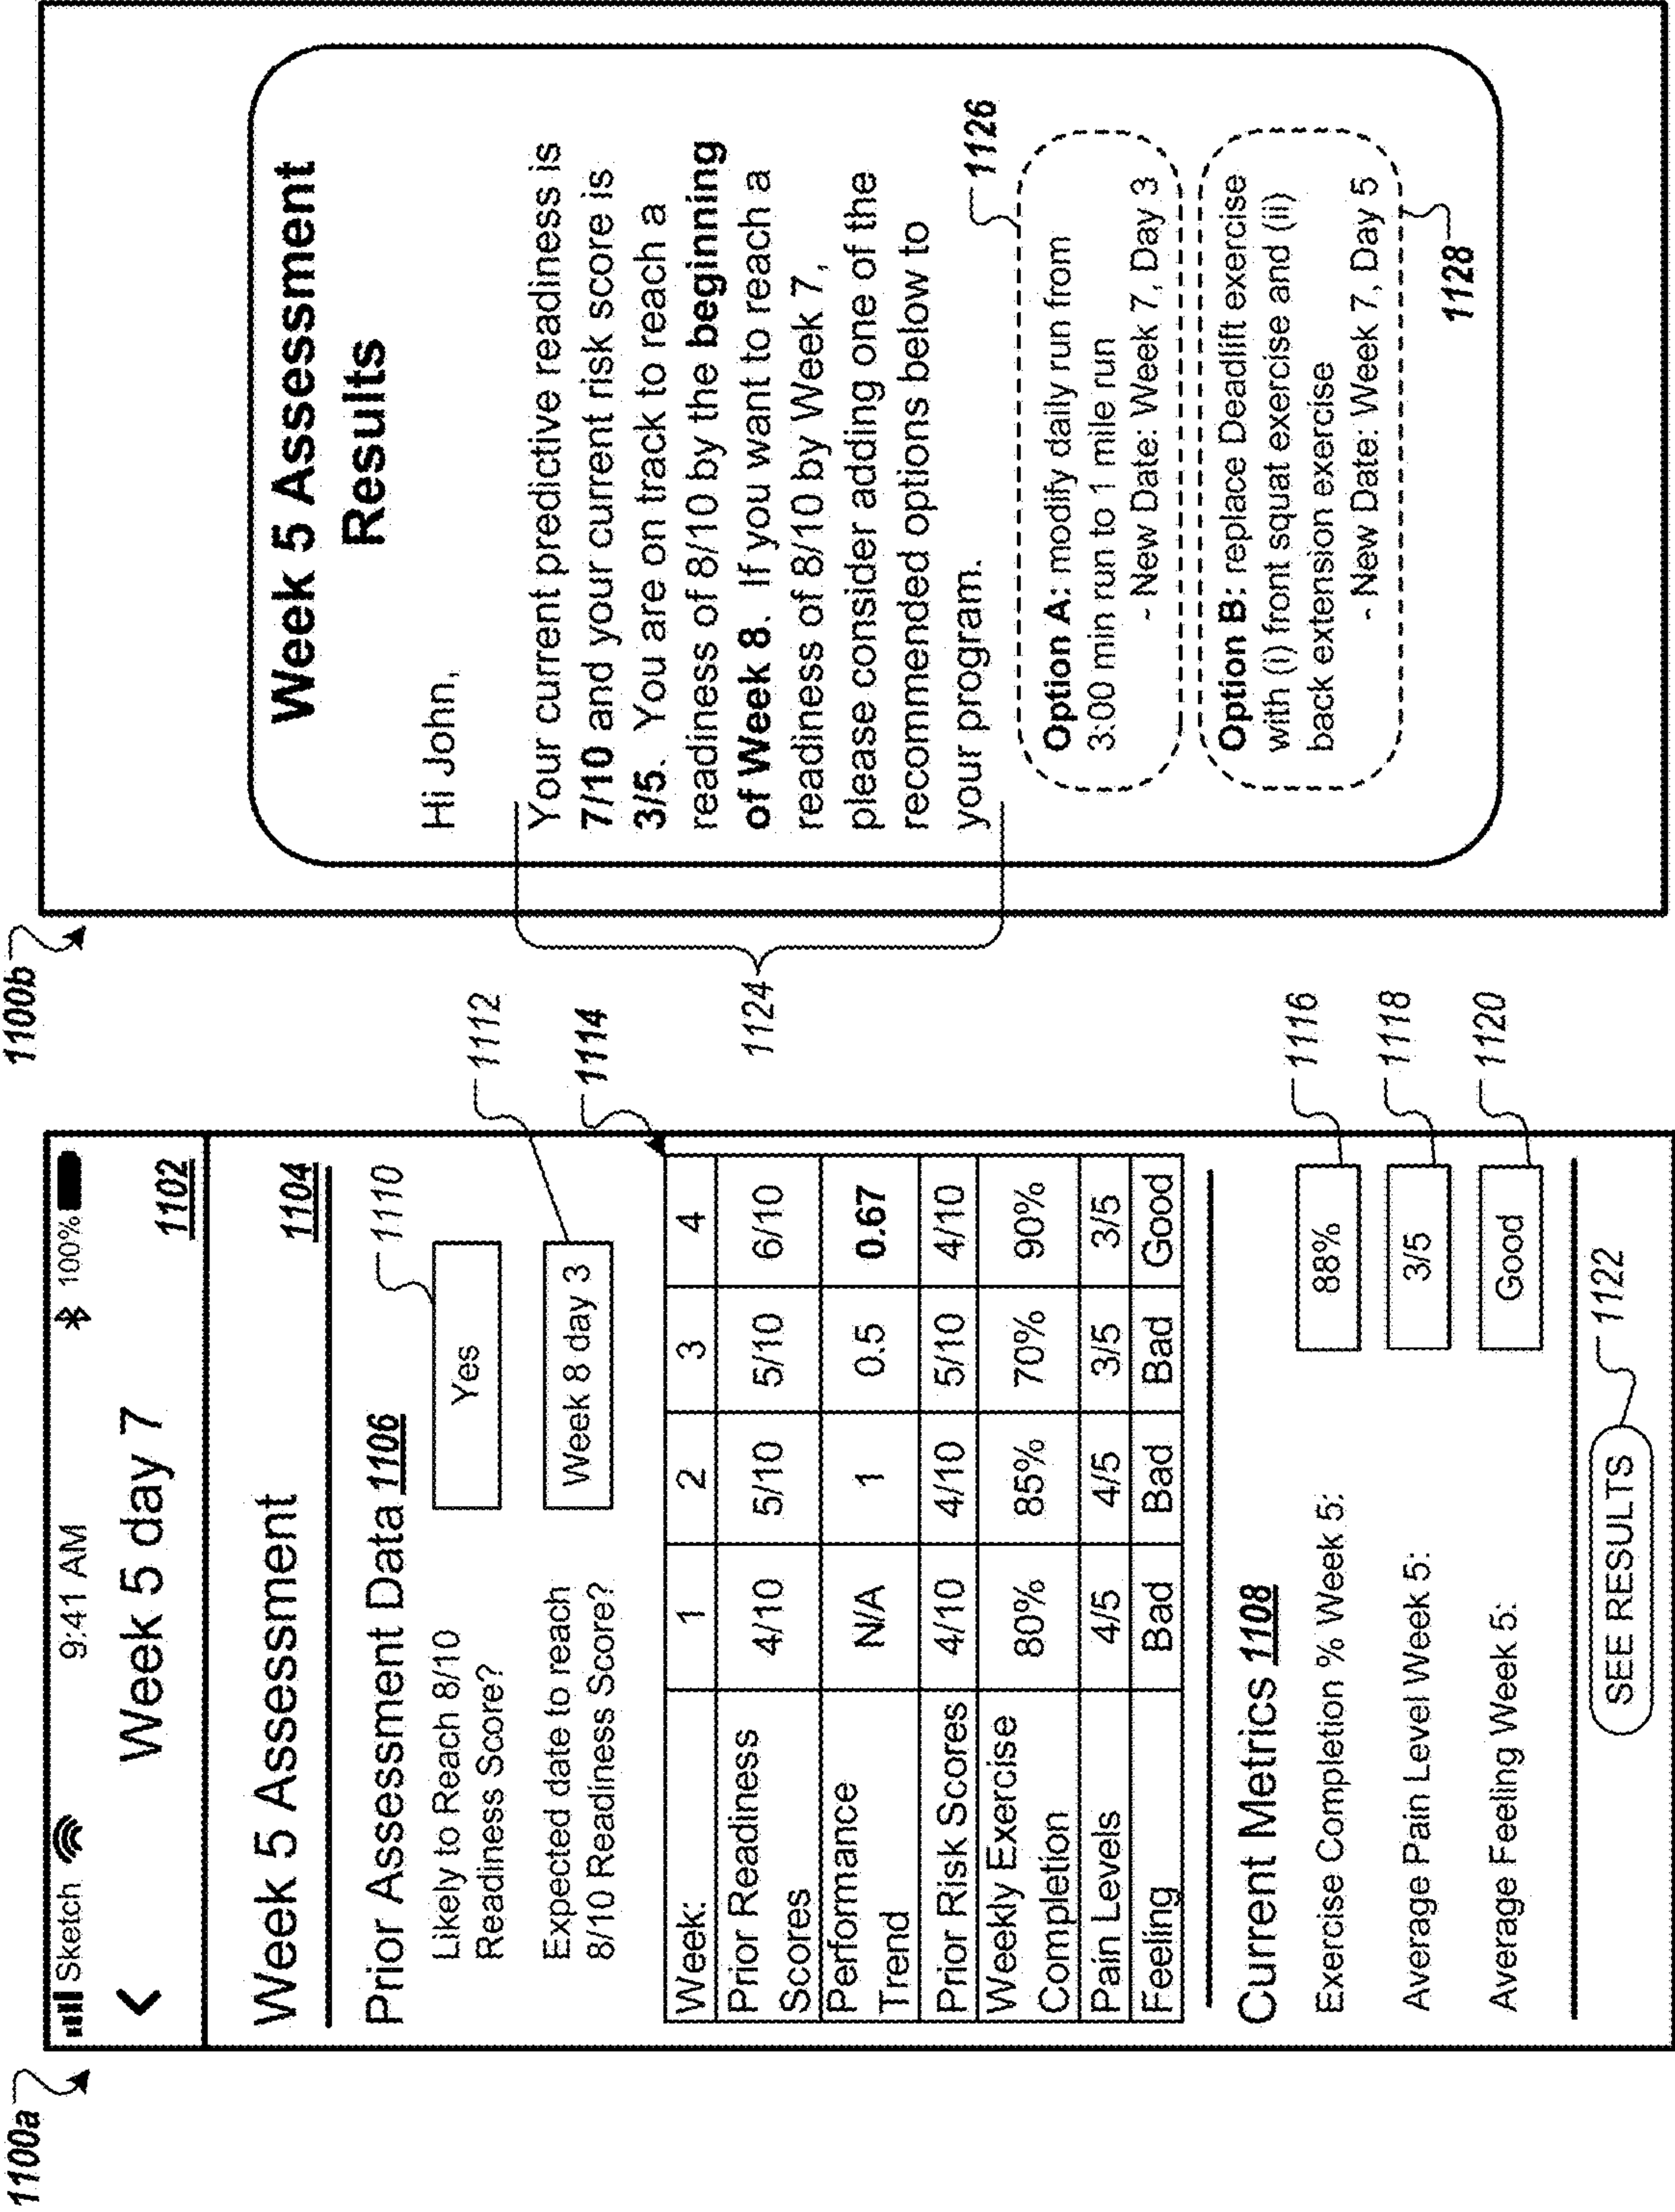 1100a
Sketch 9:41 AM 100%
Week 5 day 7
1102
Week 5 Assessment 1104
Prior Assessment Data 1106
Likely to Reach 8/10
Readiness Score?
Yes
1110
Expected date to reach
8/10 Readiness Score?
Week 8 day 3
1112
1114
Week: 1 2 3 4
Prior Readiness
Scores 4/10 5/10 5/10 6/10
Performance
Trend N/A 1 0.5 0.67
Prior Risk Scores 4/10 4/10 5/10 4/10
Weekly Exercise
Completion 80% 85% 70% 90%
Pain Levels 4/5 4/5 3/5 3/5
Feeling Bad Bad Bad Good
Current Metrics 1108
Exercise Completion % Week 5: 88% 1116
Average Pain Level Week 5: 3/5 1118
Average Feeling Week 5: Good 1120
SEE RESULTS 1122
1100b
Week 5 Assessment
Results
Hi John,
Your current predictive readiness is
7/10 and your current risk score is
3/5. You are on track to reach a
readiness of 8/10 by the beginning
of Week 8. If you want to reach a
readiness of 8/10 by Week 7,
please consider adding one of the
recommended options below to
your program.
1124
1126
Option A: modify daily run from
3:00 min run to 1 mile run
- New Date: Week 7, Day 3
Option B: replace Deadlift exercise
with (i) front squat exercise and (ii)
back extension exercise
- New Date: Week 7, Day 5
1128